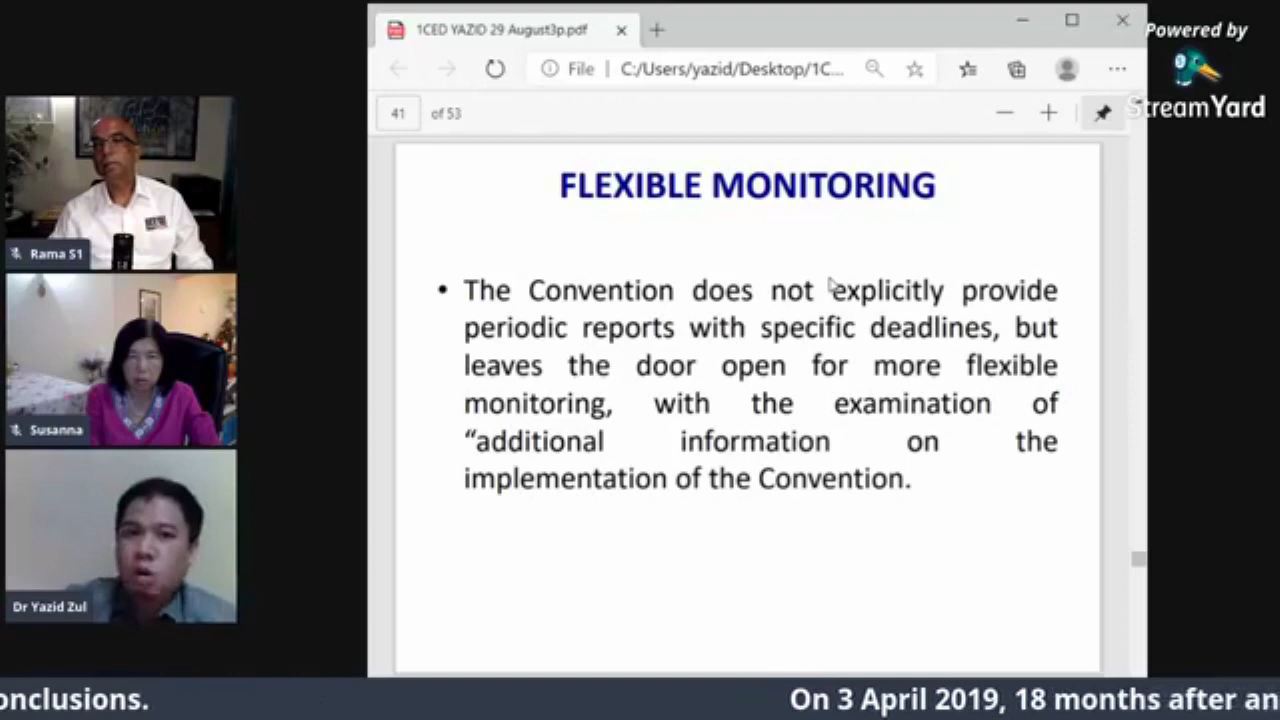 1CED YAZID 29 August3p.pdf
Powered by
StreamYard
File
C:/Users/yazid/Desktop/1C...
41 of 53
FLEXIBLE MONITORING
• The Convention does not explicitly provide
periodic reports with specific deadlines, but
leaves the door open for more flexible
monitoring, with the examination of
“additional information on the
implementation of the Convention.
Rama S1
Susanna
Dr Yazid Zul
onclusions.
On 3 April 2019, 18 months after an